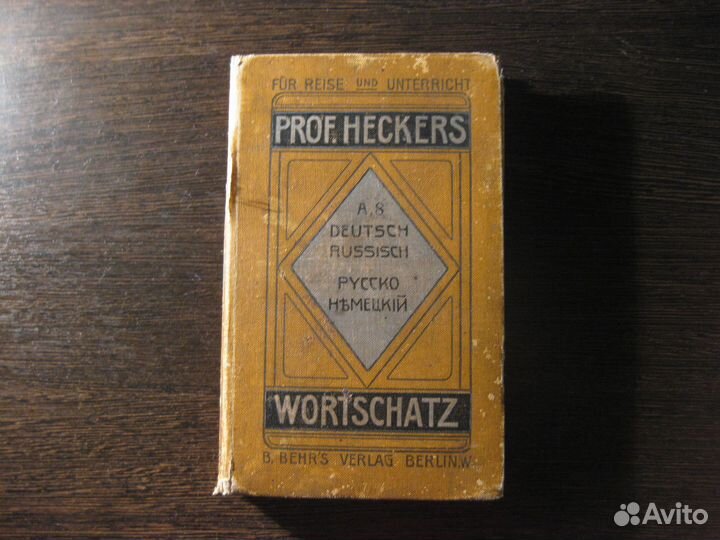 FÜR REISE UND UNTERRICHT
PROF. HECKERS
A.8
DEUTSCH
RUSSISCH
РУССКО
НѢМЕЦКІЙ
WORTSCHATZ
B. BEHR'S VERLAG BERLIN.W.
Avito